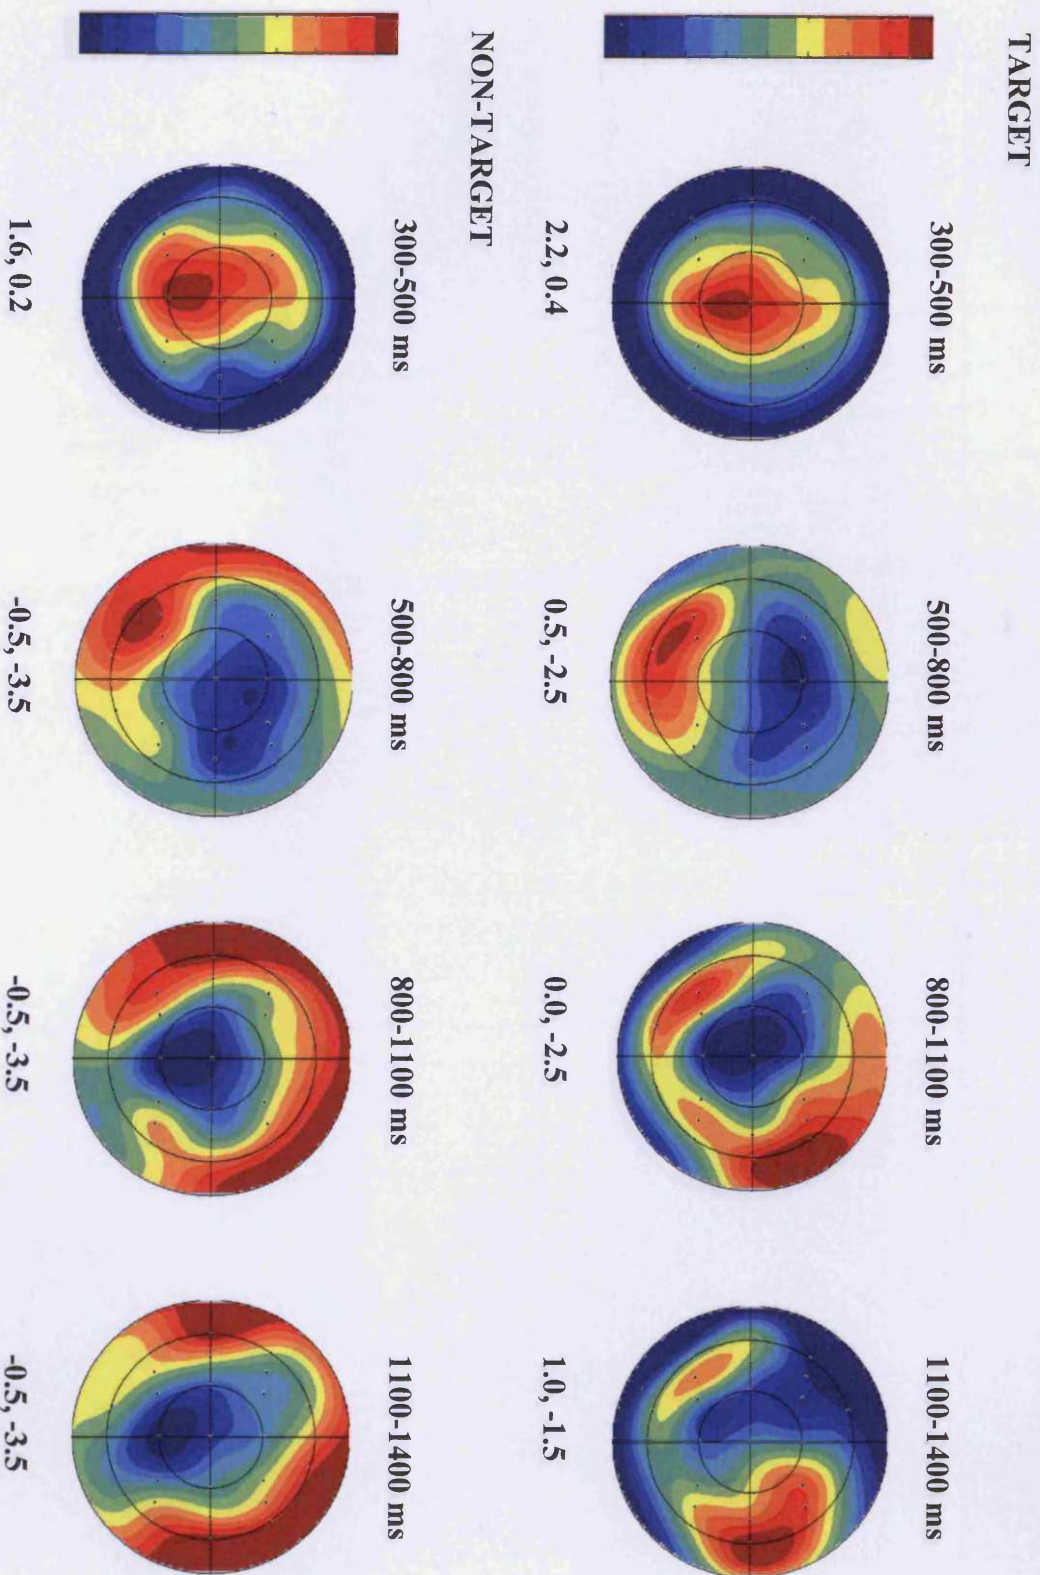 TARGET
300-500 ms
500-800 ms
800-1100 ms
1100-1400 ms
2.2, 0.4
0.5, -2.5
0.0, -2.5
1.0, -1.5
NON-TARGET
300-500 ms
500-800 ms
800-1100 ms
1100-1400 ms
1.6, 0.2
-0.5, -3.5
-0.5, -3.5
-0.5, -3.5